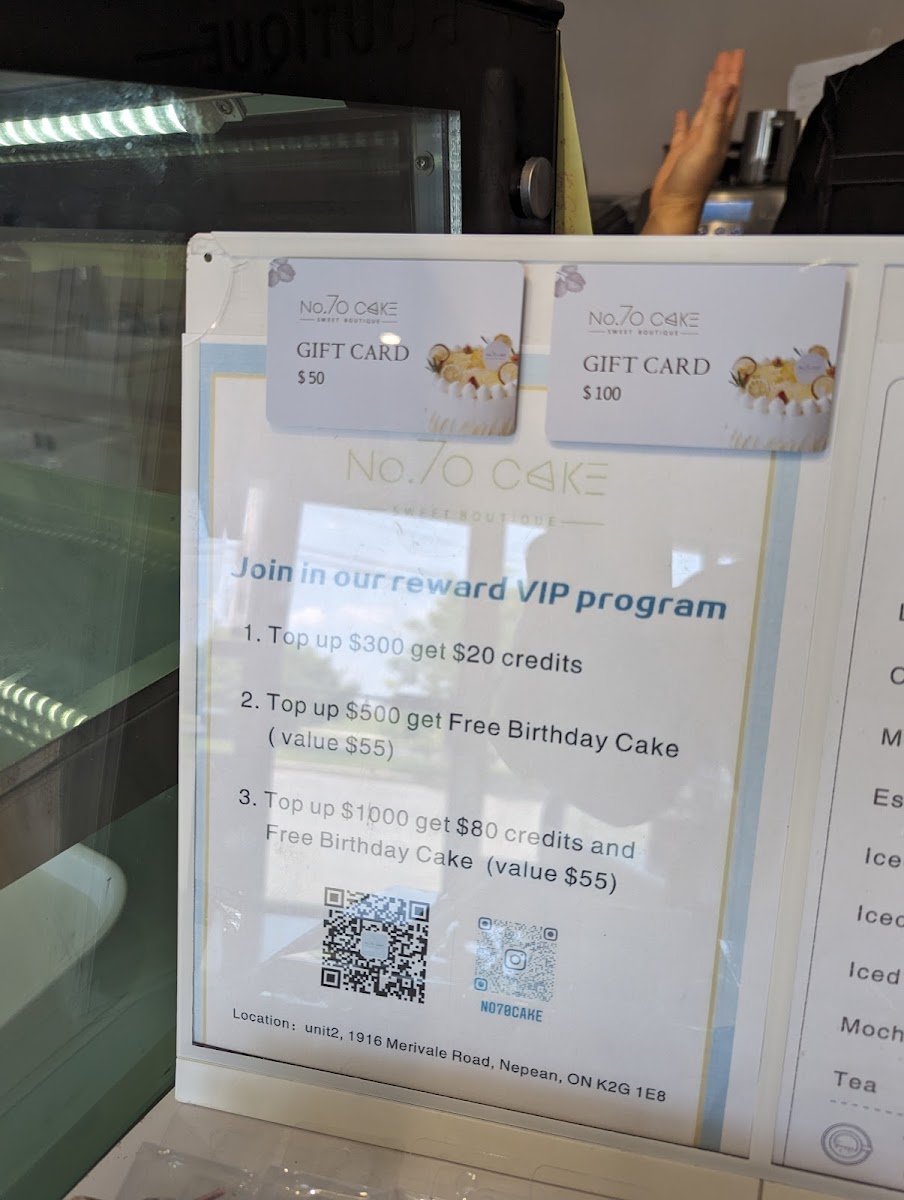 No.70 CAKE
SWEET BOUTIQUE
GIFT CARD
$50
No.70 CAKE
SWEET BOUTIQUE
GIFT CARD
$100
No.70 CAKE
SWEET BOUTIQUE
Join in our reward VIP program
1. Top up $300 get $20 credits
2. Top up $500 get Free Birthday Cake
( value $55)
3. Top up $1000 get $80 credits and
Free Birthday Cake (value $55)
NO70CAKE
Location: unit2, 1916 Merivale Road, Nepean, ON K2G 1E8
Ice
Iced
Iced
Moch
Tea